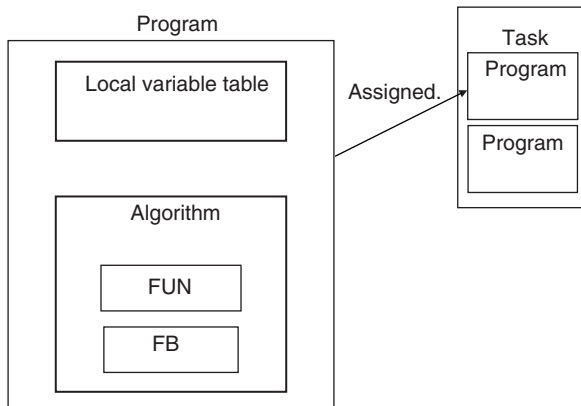 Program
Local variable table
Algorithm
FUN
FB
Assigned.
Task
Program
Program